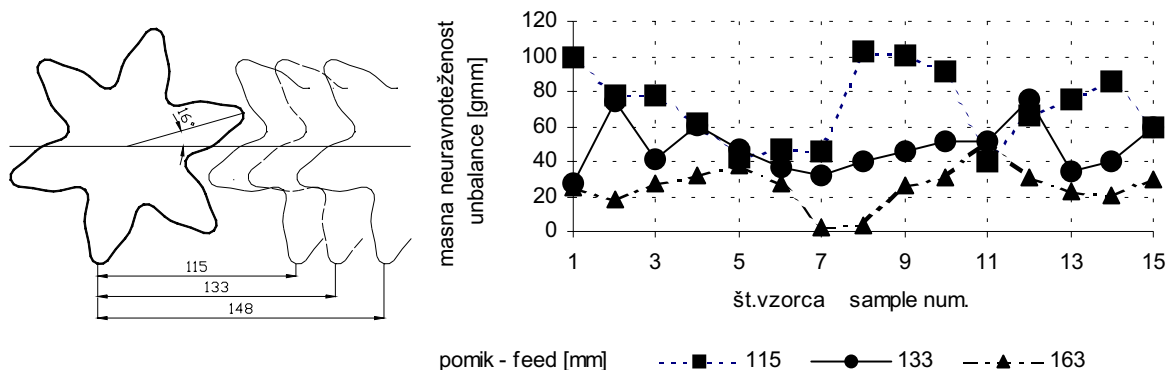 16°
115
133
148
masna neuravnoteženost
unbalance [gmm]
120
100
80
60
40
20
0
1 3 5 7 9 11 13 15
št.vzorca sample num.
pomik - feed [mm] 115 133 163